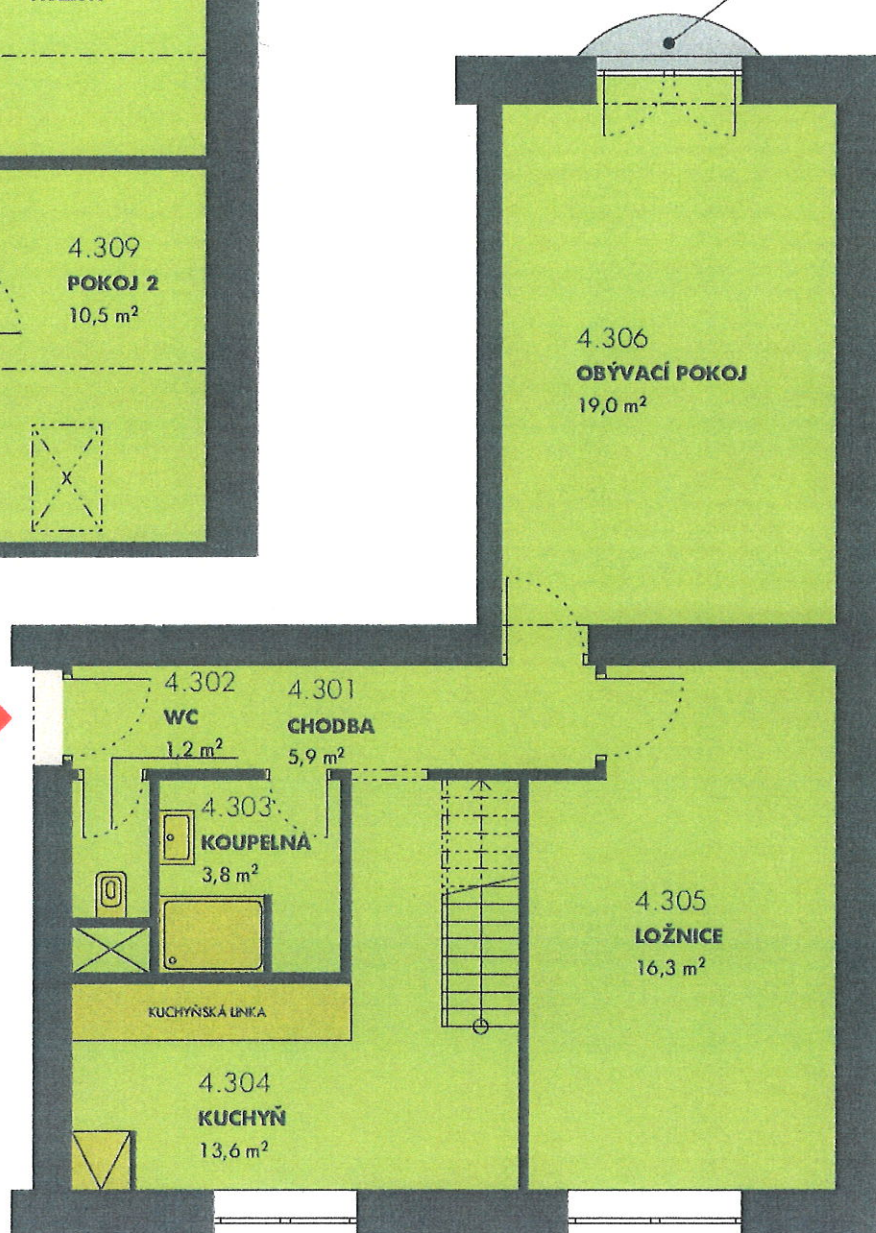 4.309
POKOJ 2
10,5 m²
X
4.306
OBÝVACÍ POKOJ
19,0 m²
4.302
WC
1,2 m²
4.301
CHODBA
5,9 m²
4.303
KOUPELNA
3,8 m²
4.305
LOŽNICE
16,3 m²
KUCHYŇSKÁ LINKA
4.304
KUCHYŇ
13,6 m²